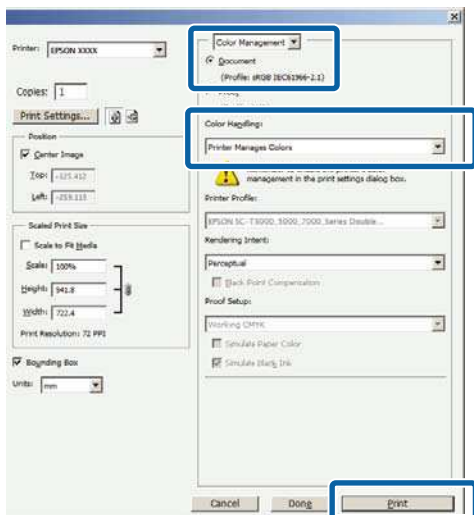 Printer: EPSON XXXX
Copies: 1
Print Settings...
Position
Center Image
Top: -125.412
Left: -259.115
Scaled Print Size
Scale to Fit Media
Scale: 100%
Height: 941.8
Width: 722.4
Print Resolution: 72 PPI
Bounding Box
Units: mm
Color Management
Document
(Profile: sRGB IEC61966-2.1)
Color Handling:
Printer Manages Colors
management in the print settings dialog box.
Printer Profile:
EPSON SC-T3000_5000_7000_Series Double...
Rendering Intent:
Perceptual
Black Point Compensation
Proof Setup:
Working CMYK
Simulate Paper Color
Simulate Black Ink
Cancel
Done
Print